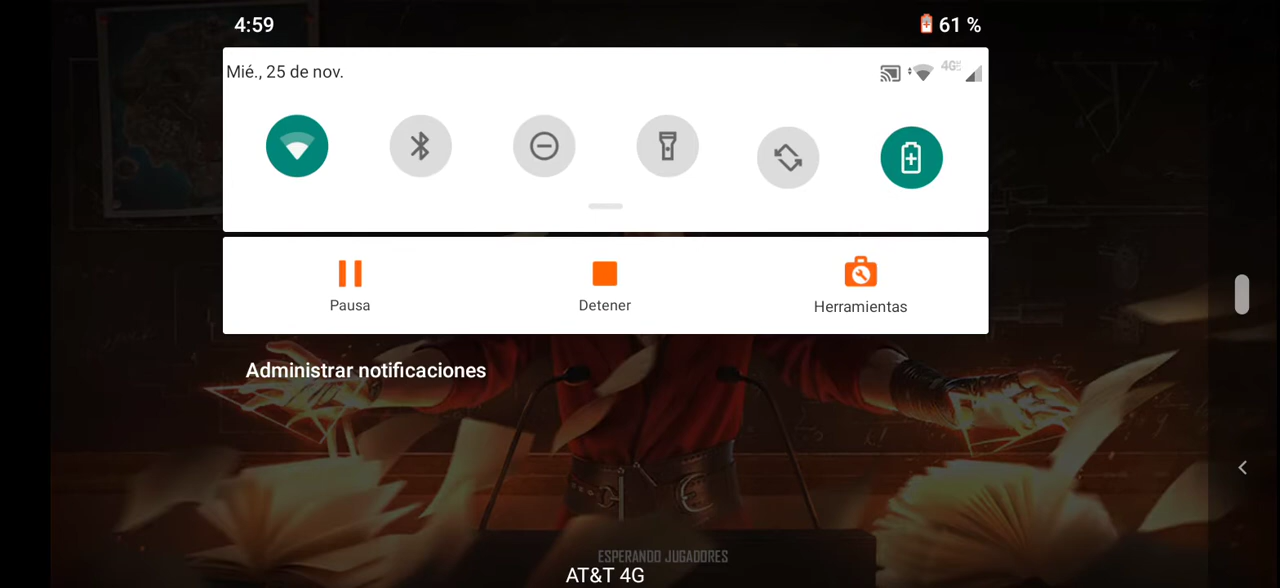 4:59
61 %
Mié., 25 de nov.
4G
Pausa
Detener
Herramientas
Administrar notificaciones
ESPERANDO JUGADORES
AT&T 4G